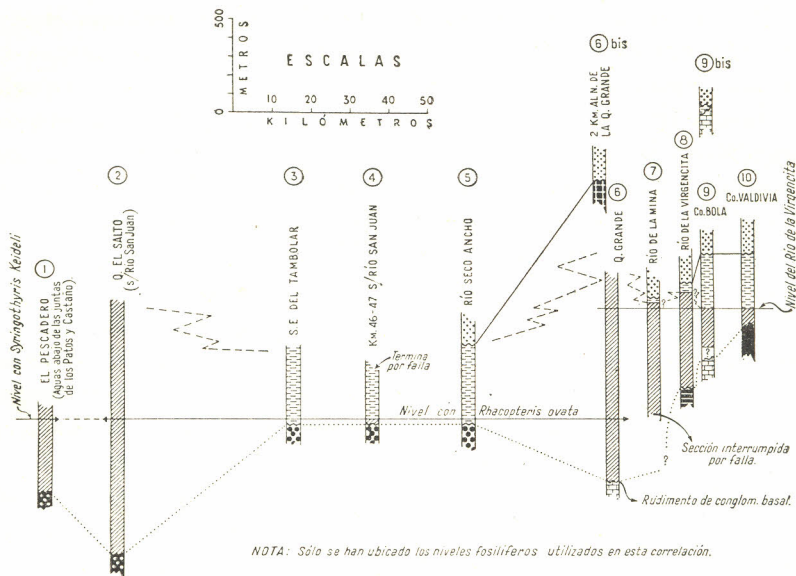 500
METROS
0
ESCALAS
10 20 30 40 50
KILÓMETROS
6 bis
2 KM. AL N. DE
LA Q. GRANDE
9 bis
1
EL PESCADERO
(Aguas abajo de las juntas
de los Patos y Castaño)
2
Q. EL SALTO
(s/Río San Juan)
3
S.E DEL TAMBOLAR
4
KM. 46-47 S/RÍO SAN JUAN
5
RÍO SECO ANCHO
6
Q. GRANDE
7
RÍO DE LA MINA
8
RÍO DE LA VIRGENCITA
9
Co. BOLA
10
Co. VALDIVIA
Nivel con Syringothyris Keideli
Termina
por falla
Nivel con Rhacopteris ovata
Nivel del Río de la Virgencita
?
?
?
?
?
Sección interrumpida
por falla.
Rudimento de conglom. basal.
NOTA: Sólo se han ubicado los niveles fosilíferos utilizados en esta correlación.